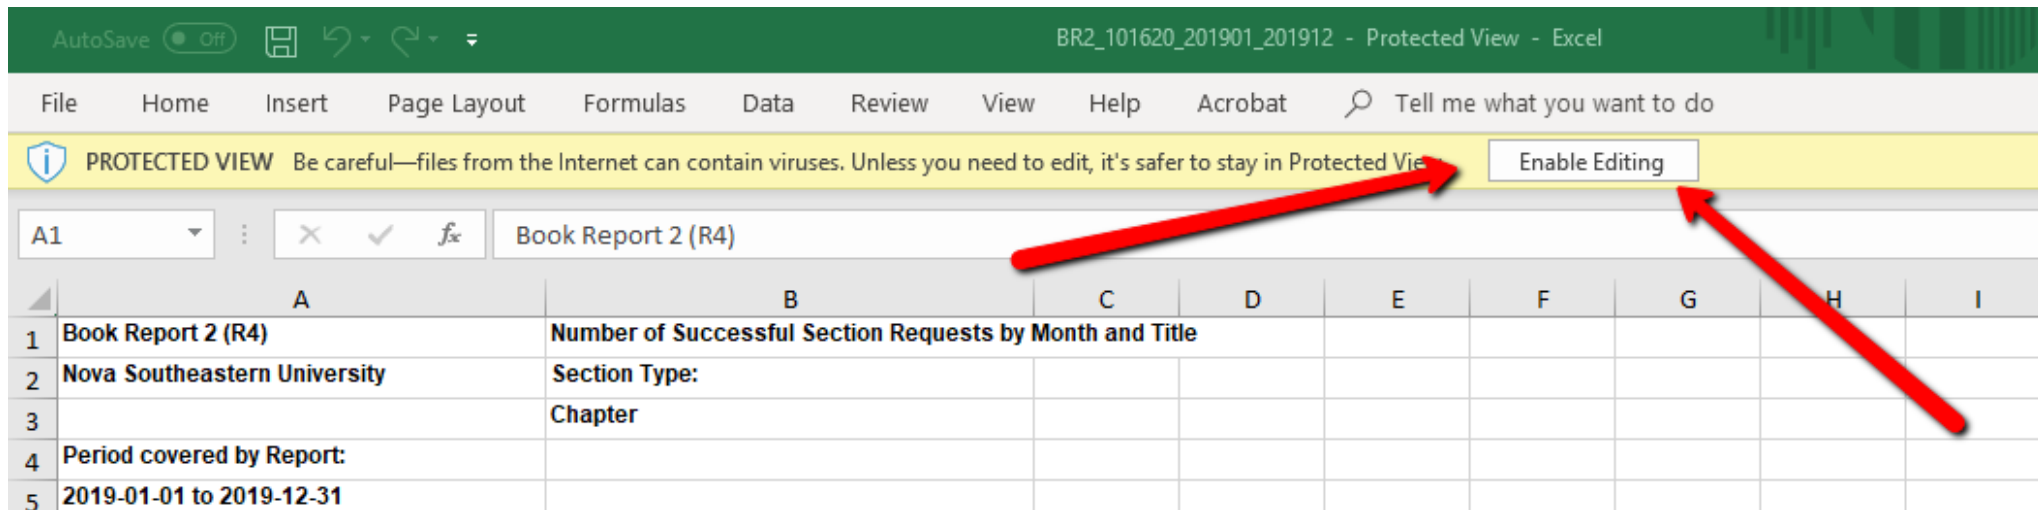 AutoSave Off BR2_101620_201901_201912 - Protected View - Excel
File Home Insert Page Layout Formulas Data Review View Help Acrobat Tell me what you want to do
PROTECTED VIEW Be careful—files from the Internet can contain viruses. Unless you need to edit, it's safer to stay in Protected View. Enable Editing
A1 fx Book Report 2 (R4)
A B C D E F G H I
1 Book Report 2 (R4) Number of Successful Section Requests by Month and Title
2 Nova Southeastern University Section Type:
3 Chapter
4 Period covered by Report:
5 2019-01-01 to 2019-12-31